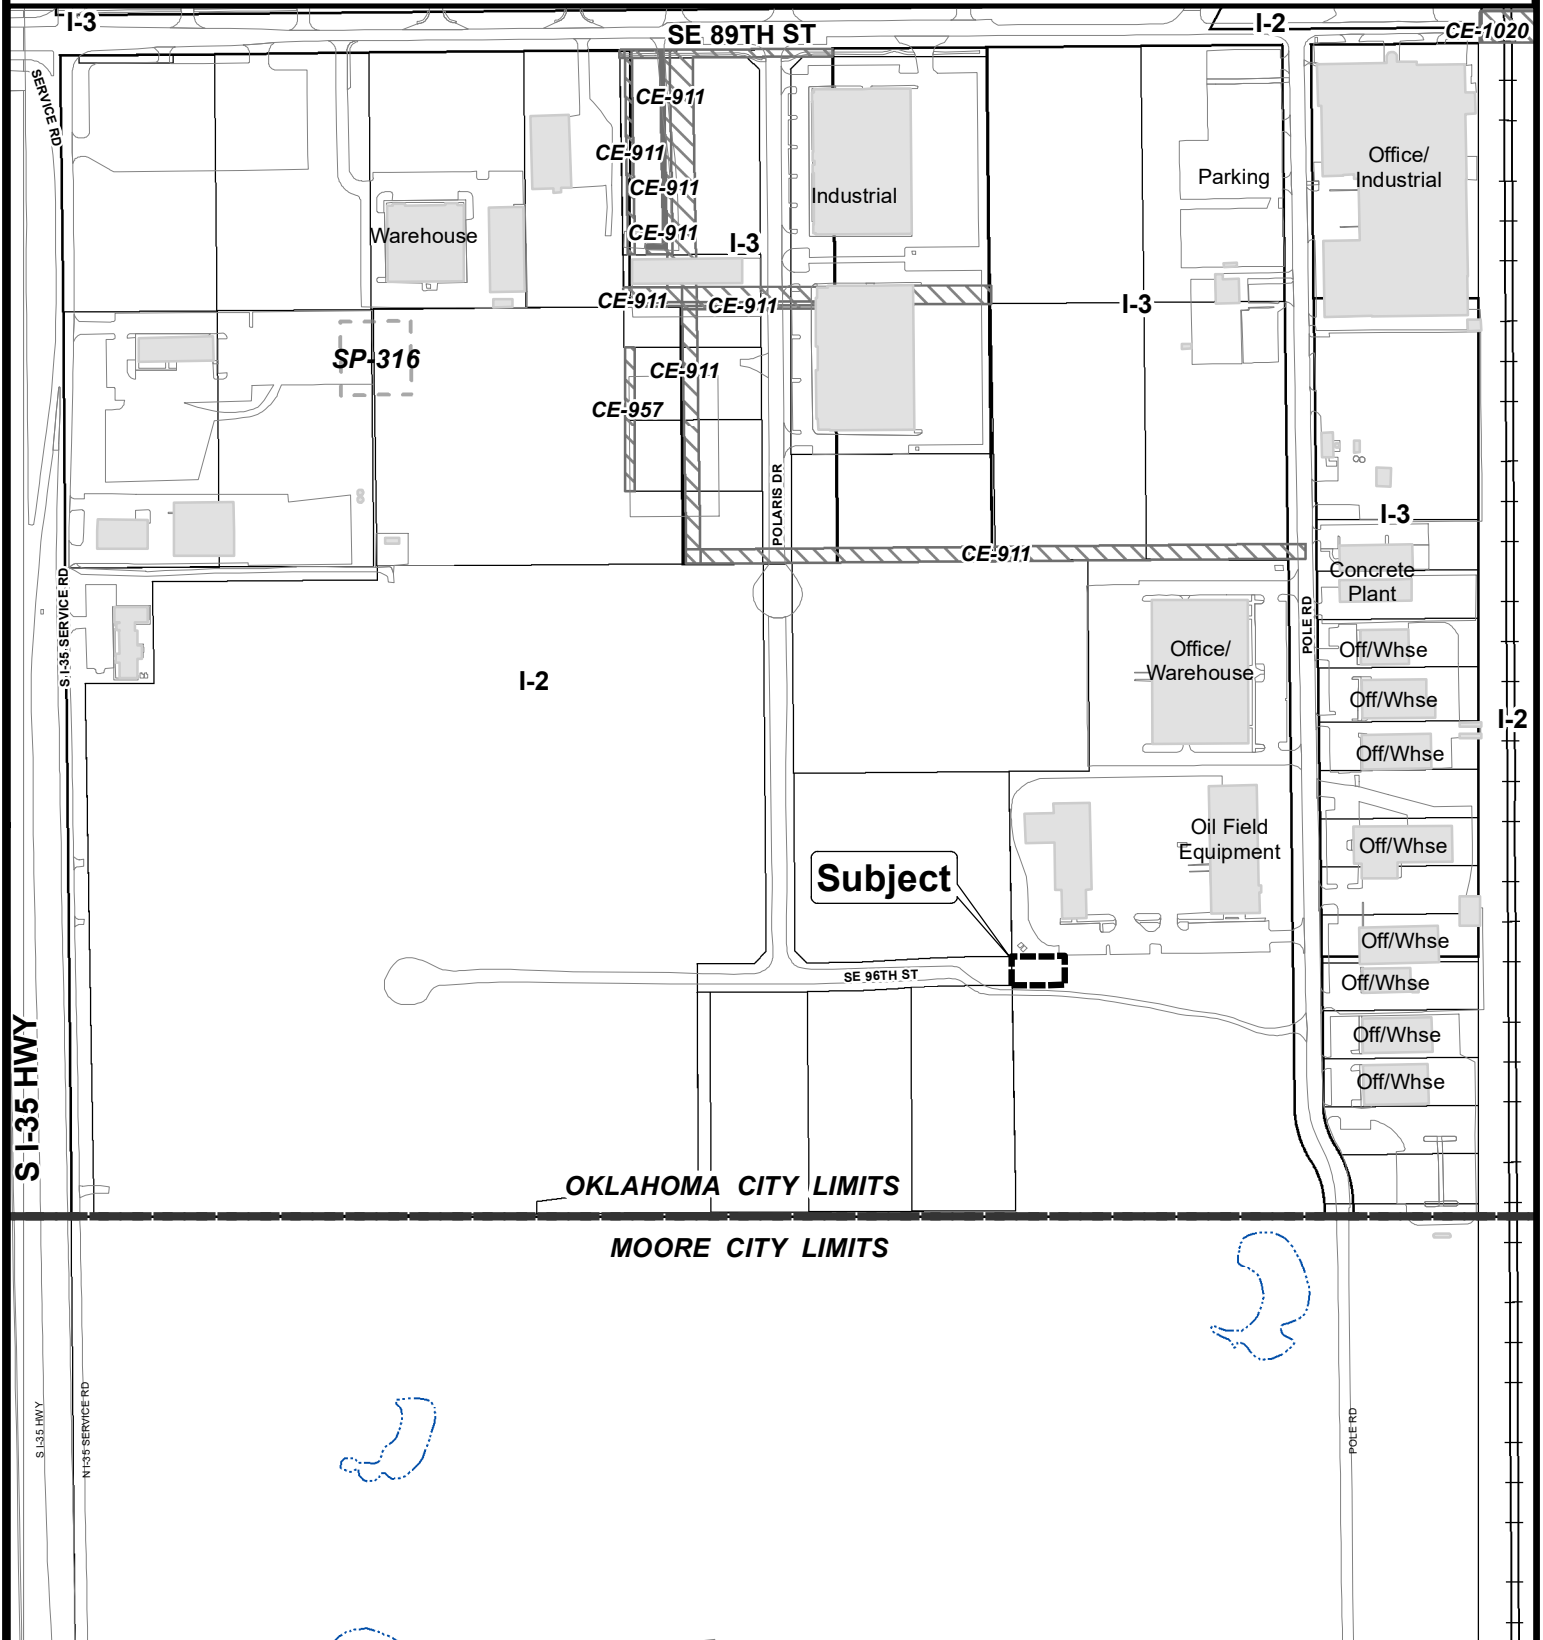 I-3
SE 89TH ST
I-2
CE-1020
SERVICE RD
CE-911
CE-911
CE-911
CE-911
Industrial
Parking
Office/
Industrial
Warehouse
I-3
CE-911
CE-911
I-3
SP-316
CE-911
CE-957
POLARIS DR
I-3
CE-911
Concrete
Plant
S I-35 SERVICE RD
POLE RD
Office/
Warehouse
Off/Whse
I-2
Off/Whse
I-2
Off/Whse
Oil Field
Equipment
Off/Whse
Subject
Off/Whse
SE 96TH ST
Off/Whse
Off/Whse
S I-35 HWY
Off/Whse
OKLAHOMA CITY LIMITS
MOORE CITY LIMITS
S I-35 HWY
N I-35 SERVICE RD
POLE RD